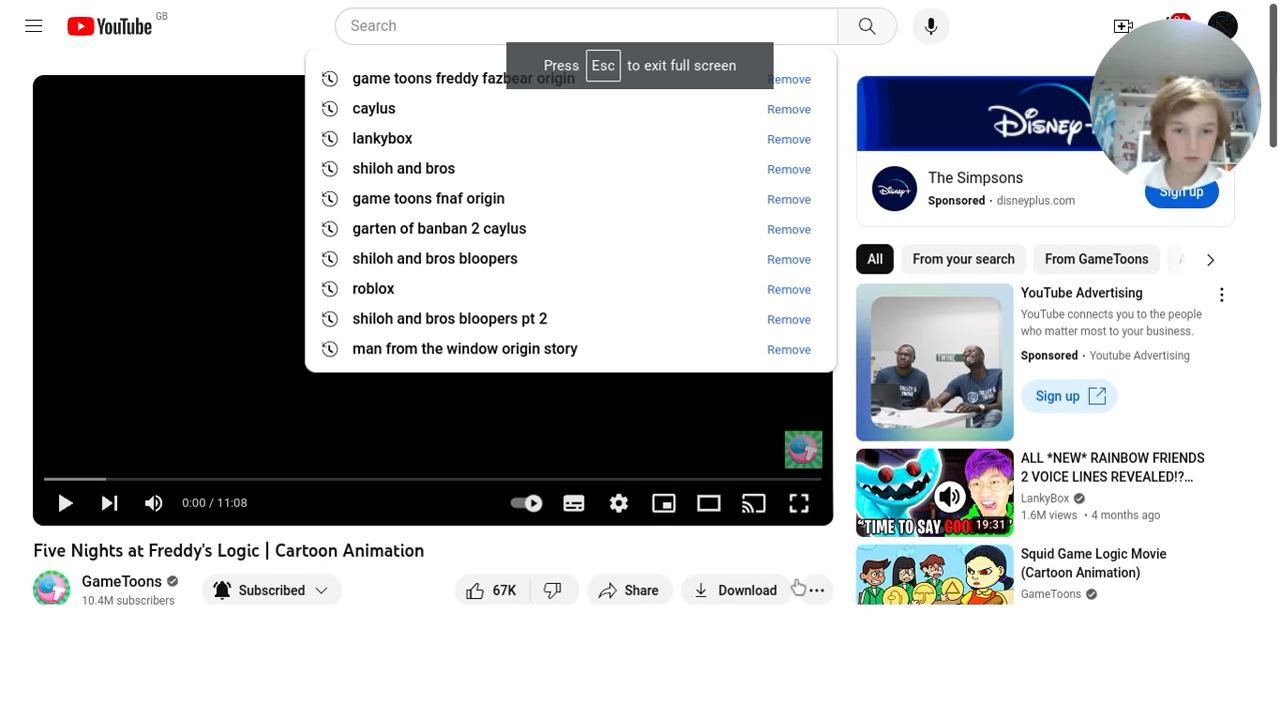 YouTube GB
Search
Press Esc to exit full screen
game toons freddy fazbear origin Remove
caylus Remove
lankybox Remove
shiloh and bros Remove
game toons fnaf origin Remove
garten of banban 2 caylus Remove
shiloh and bros bloopers Remove
roblox Remove
shiloh and bros bloopers pt 2 Remove
man from the window origin story Remove
0:00 / 11:08
Five Nights at Freddy's Logic | Cartoon Animation
GameToons
10.4M subscribers
Subscribed
67K
Share
Download
Disney+
The Simpsons
Sponsored · disneyplus.com
Sign up
All
From your search
From GameToons
YouTube Advertising
YouTube connects you to the people
who matter most to your business.
Sponsored · Youtube Advertising
Sign up
"TIME TO SAY
19:31
ALL *NEW* RAINBOW FRIENDS
2 VOICE LINES REVEALED!?...
LankyBox
1.6M views • 4 months ago
Squid Game Logic Movie
(Cartoon Animation)
GameToons